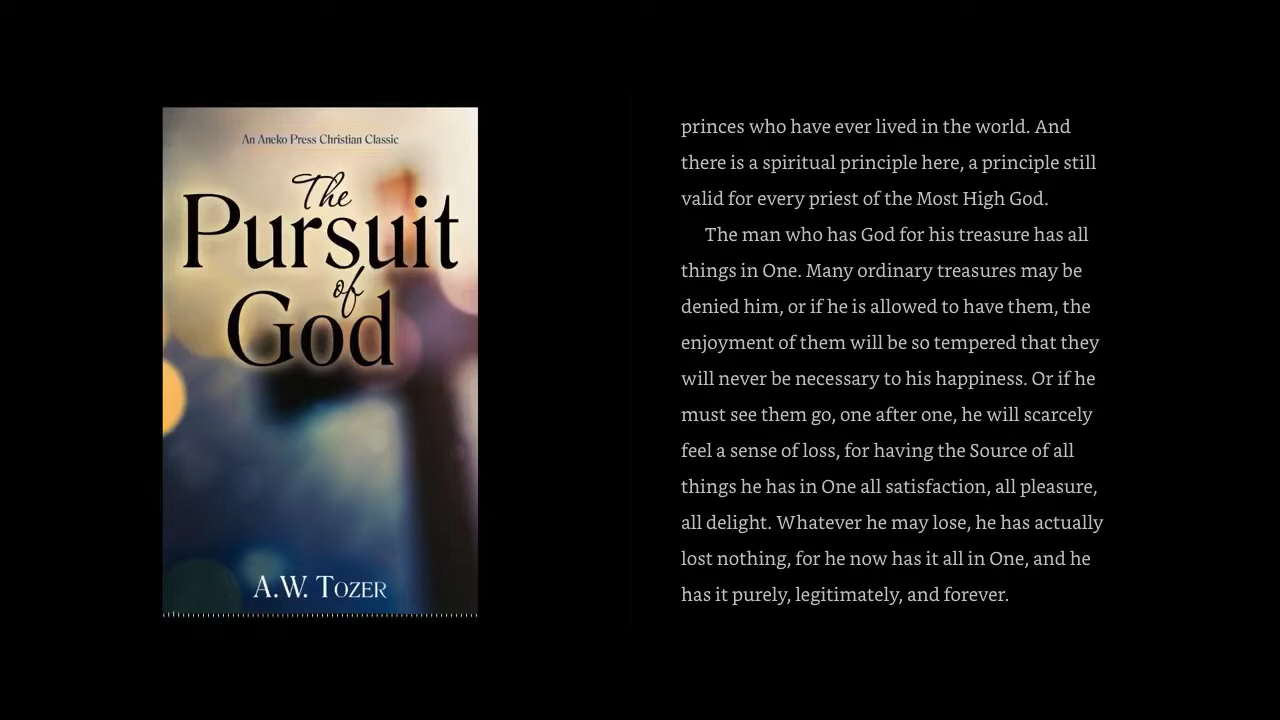 An Aneko Press Christian Classic
The
Pursuit
of
God
A.W. Tozer
princes who have ever lived in the world. And
there is a spiritual principle here, a principle still
valid for every priest of the Most High God.
The man who has God for his treasure has all
things in One. Many ordinary treasures may be
denied him, or if he is allowed to have them, the
enjoyment of them will be so tempered that they
will never be necessary to his happiness. Or if he
must see them go, one after one, he will scarcely
feel a sense of loss, for having the Source of all
things he has in One all satisfaction, all pleasure,
all delight. Whatever he may lose, he has actually
lost nothing, for he now has it all in One, and he
has it purely, legitimately, and forever.